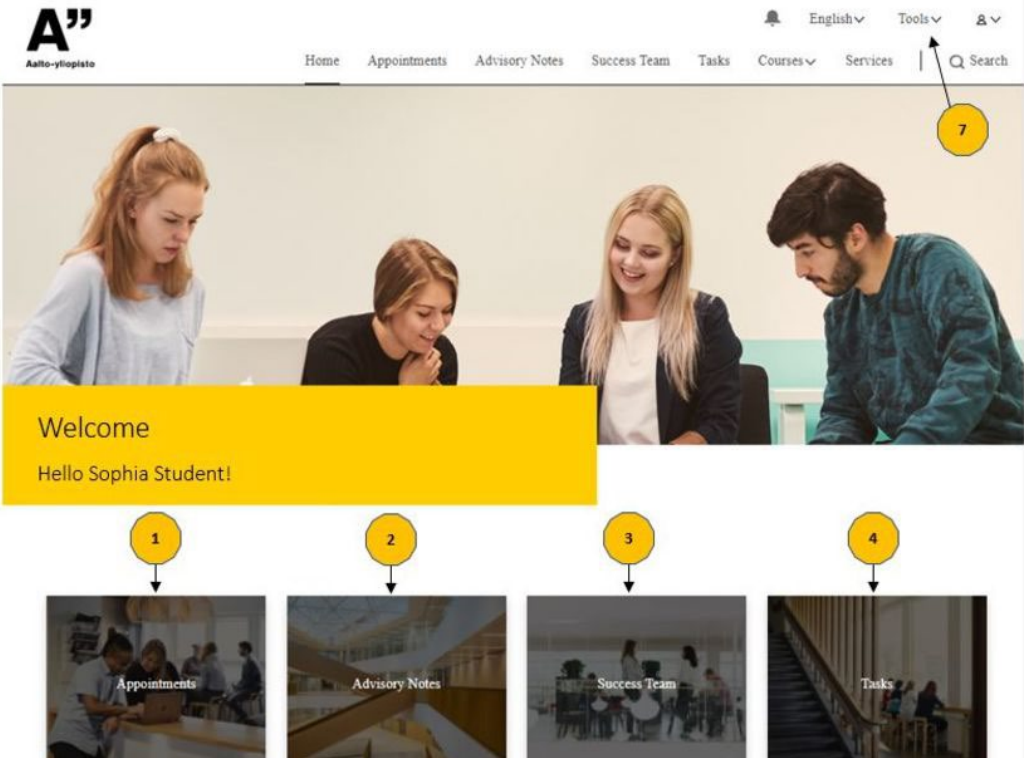 A”
Aalto-yliopisto
English
Tools
Home
Appointments
Advisory Notes
Success Team
Tasks
Courses
Services
Search
7
Welcome
Hello Sophia Student!
1
2
3
4
Appointments
Advisory Notes
Success Team
Tasks